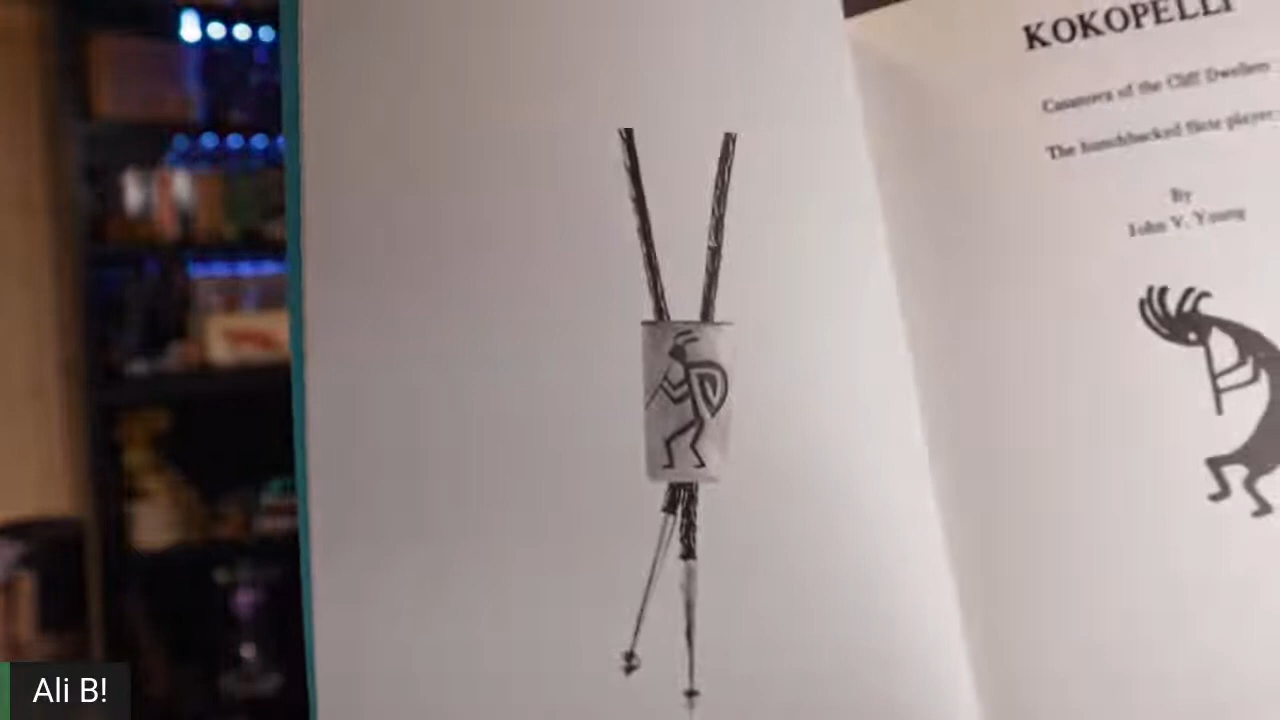 KOKOPELLI
Casanova of the Cliff Dwellers
The hunchbacked flute player
By
John V. Young
Ali B!